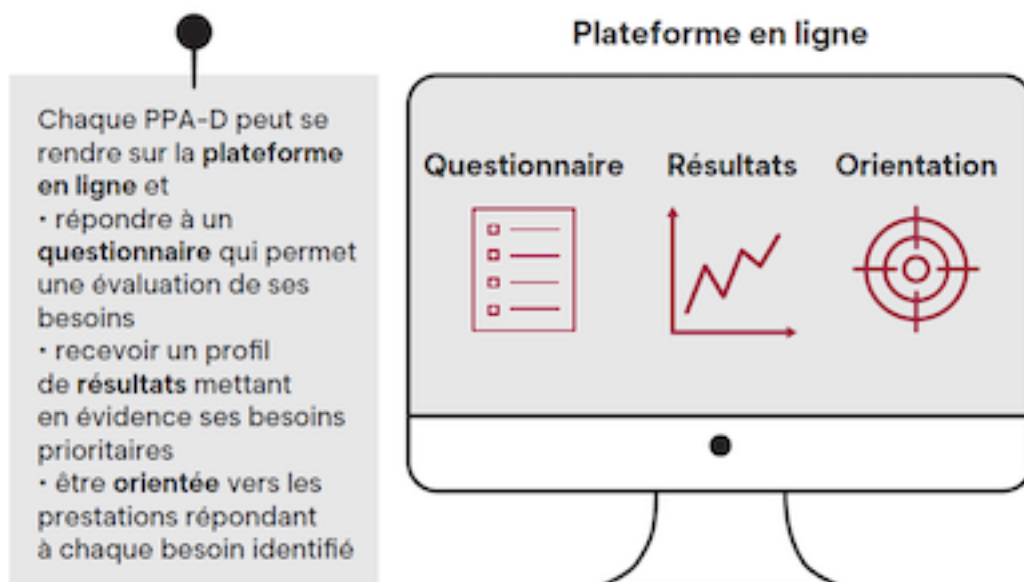 Chaque PPA-D peut se
rendre sur la plateforme
en ligne et
• répondre à un
questionnaire qui permet
une évaluation de ses
besoins
• recevoir un profil
de résultats mettant
en évidence ses besoins
prioritaires
• être orientée vers les
prestations répondant
à chaque besoin identifié
Plateforme en ligne
Questionnaire Résultats Orientation